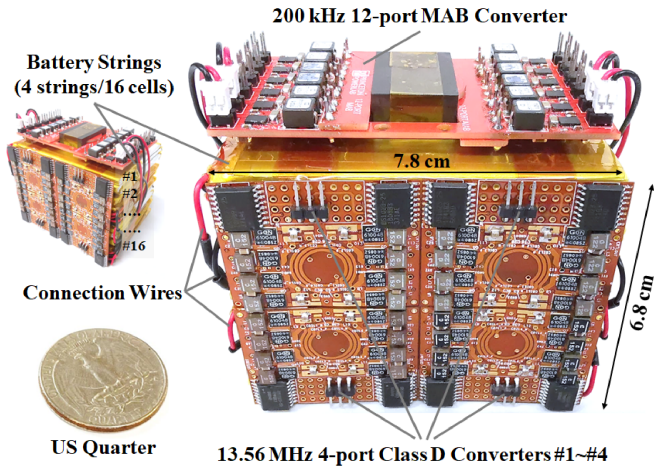 200 kHz 12-port MAB Converter
Battery Strings
(4 strings/16 cells)
7.8 cm
#1
#2
....
....
#16
6.8 cm
Connection Wires
US Quarter
13.56 MHz 4-port Class D Converters #1~#4